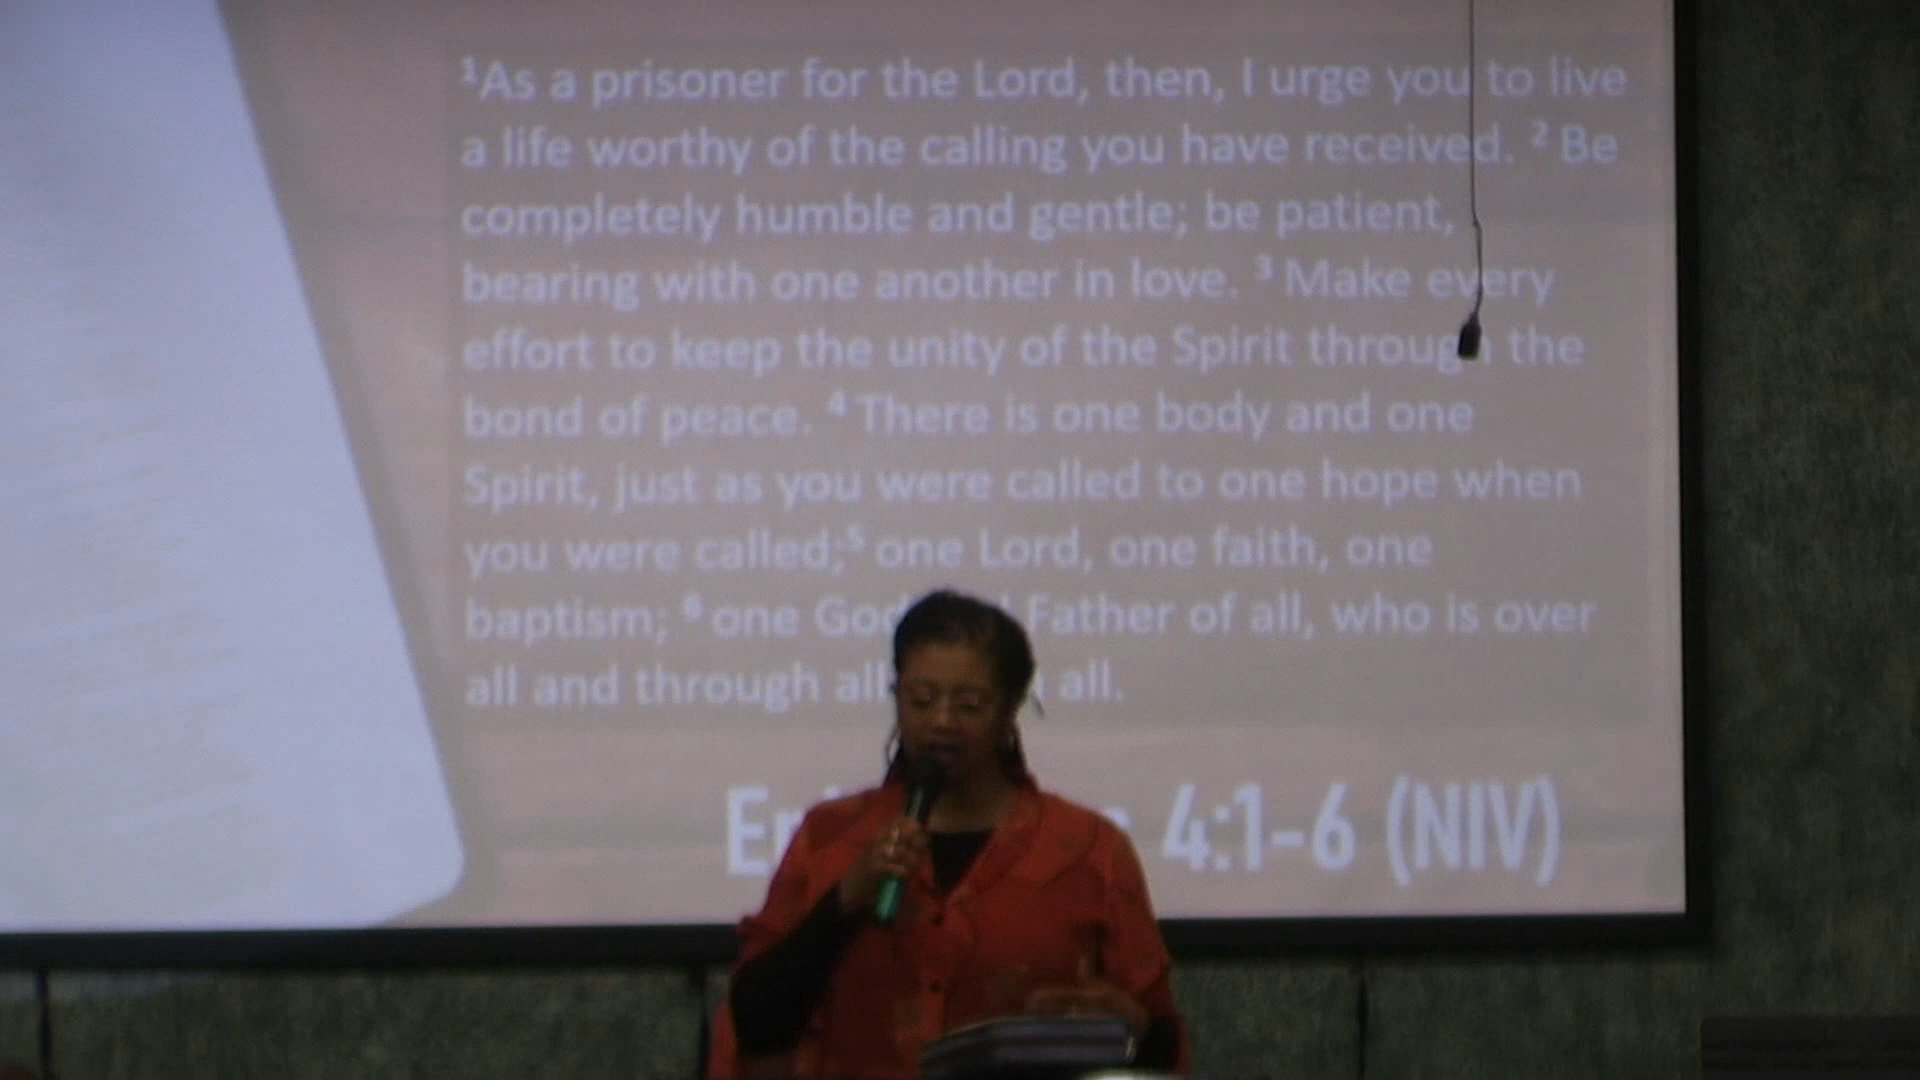 ¹As a prisoner for the Lord, then, I urge you to live
a life worthy of the calling you have received. ² Be
completely humble and gentle; be patient,
bearing with one another in love. ³ Make every
effort to keep the unity of the Spirit through the
bond of peace. ⁴ There is one body and one
Spirit, just as you were called to one hope when
you were called;⁵ one Lord, one faith, one
baptism; ⁶ one God Father of all, who is over
all and through all all.
4:1-6 (NIV)